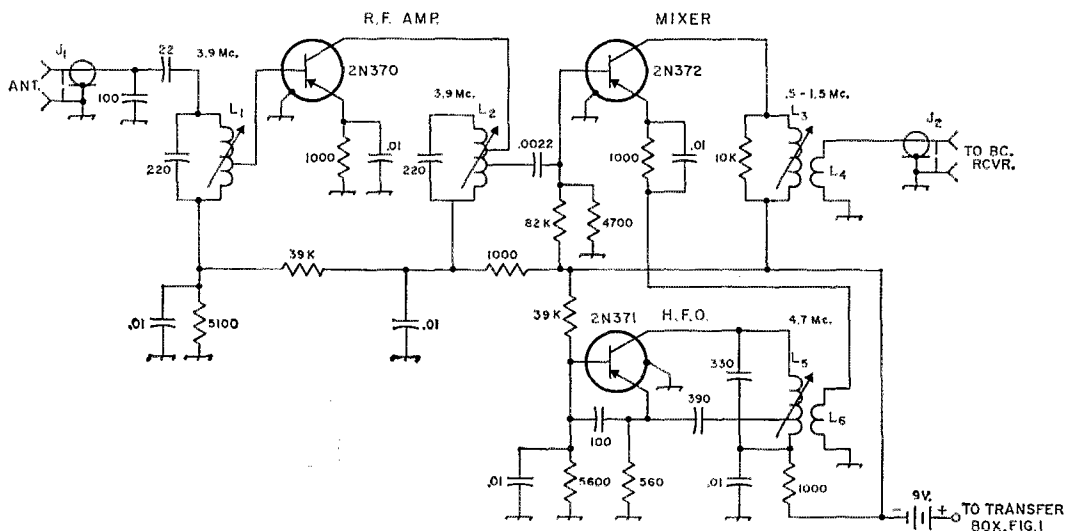 R.F. AMP.
MIXER
J1
22
3.9 Mc.
2N370
2N372
ANT.
100
L1
3.9 Mc.
L2
.5 - 1.5 Mc.
L3
J2
220
1000
.01
220
.0022
1000
.01
10K
L4
TO BC.
RCVR.
82K
4700
39K
1000
.01
5100
.01
39K
2N371
H.F.O.
4.7 Mc.
330
L5
390
L6
100
.01
5600
560
.01
1000
9V.
- +
TO TRANSFER
BOX, FIG.1